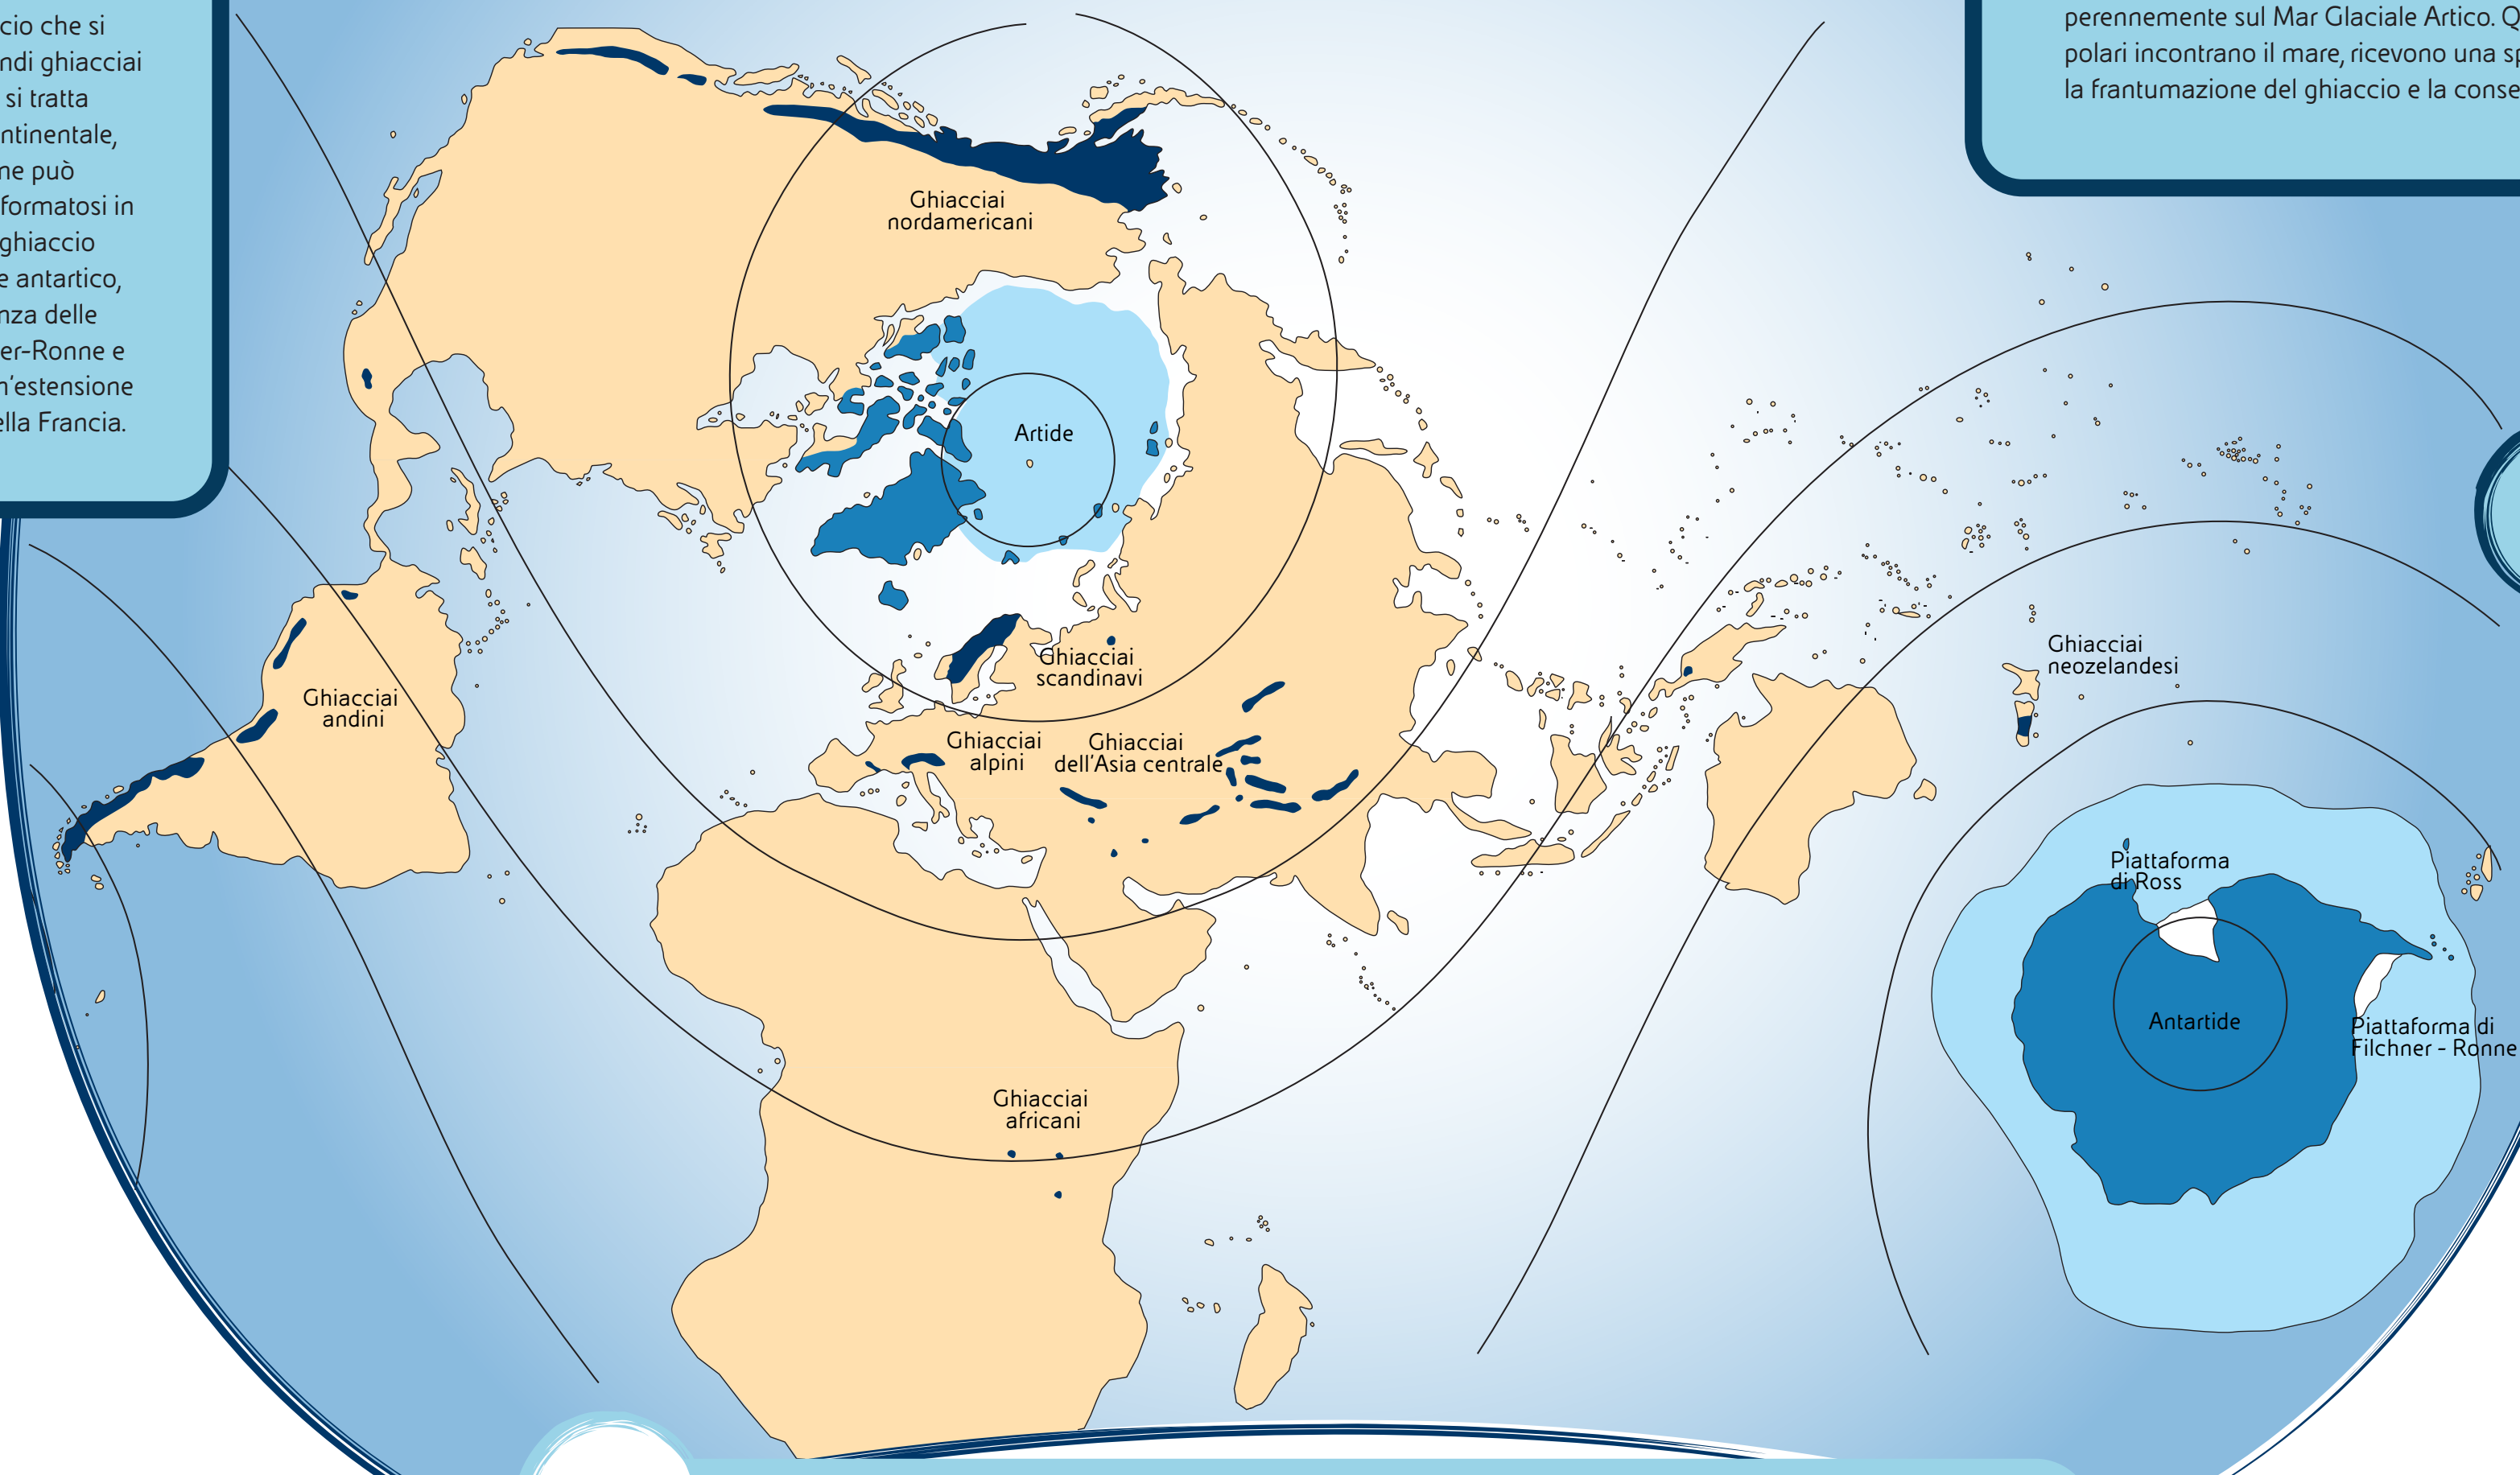 cio che si
ndi ghiacciai
si tratta
ntinentale,
me può
formatosi in
ghiaccio
e antartico,
nza delle
er-Ronne e
n'estensione
ella Francia.
perennemente sul Mar Glaciale Artico. Q
polari incontrano il mare, ricevono una sp
la frantumazione del ghiaccio e la conse
Ghiacciai
nordamericani
Artide
Ghiacciai
scandinavi
Ghiacciai
neozelandesi
Ghiacciai
andini
Ghiacciai
alpini
Ghiacciai
dell'Asia centrale
Piattaforma
di Ross
Antartide
Piattaforma di
Filchner - Ronne
Ghiacciai
africani